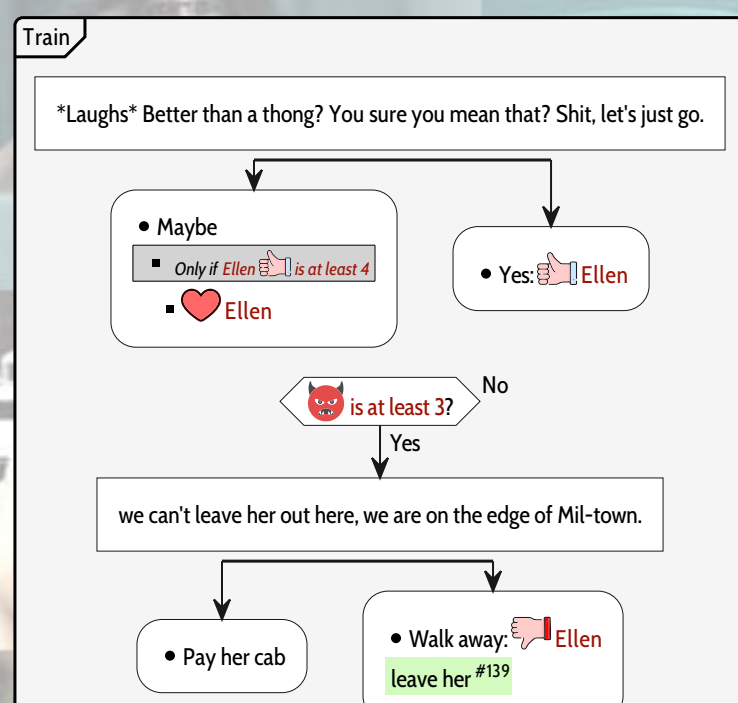 Train
*Laughs* Better than a thong? You sure you mean that? Shit, let's just go.
Maybe
Only if Ellen is at least 4
Ellen
Yes: Ellen
is at least 3?
No
Yes
we can't leave her out here, we are on the edge of Mil-town.
Pay her cab
Walk away: Ellen
leave her #139